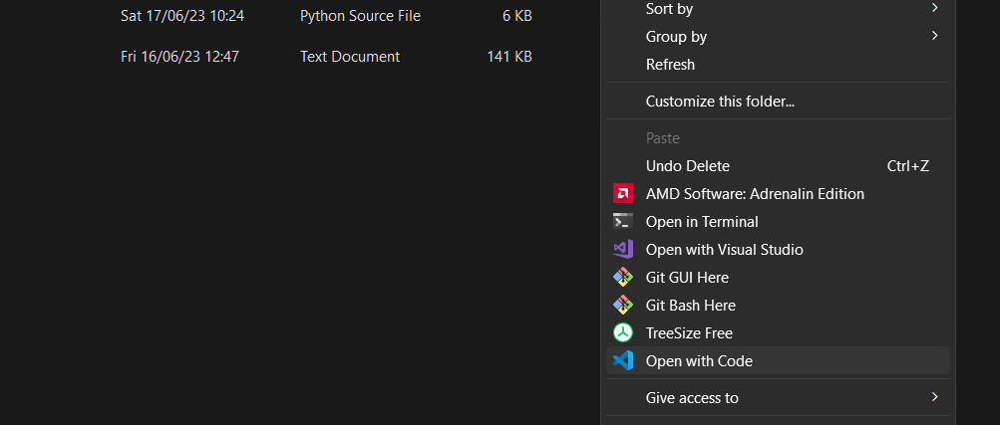 Sat 17/06/23 10:24 Python Source File 6 KB
Fri 16/06/23 12:47 Text Document 141 KB
Sort by
Group by
Refresh
Customize this folder...
Paste
Undo Delete Ctrl+Z
AMD Software: Adrenalin Edition
Open in Terminal
Open with Visual Studio
Git GUI Here
Git Bash Here
TreeSize Free
Open with Code
Give access to